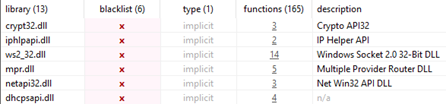 library (13) blacklist (6) type (1) functions (165) description
crypt32.dll × implicit 3 Crypto API32
iphlpapi.dll × implicit 2 IP Helper API
ws2_32.dll × implicit 14 Windows Socket 2.0 32-Bit DLL
mpr.dll × implicit 5 Multiple Provider Router DLL
netapi32.dll × implicit 3 Net Win32 API DLL
dhcpsapi.dll × implicit 4 n/a